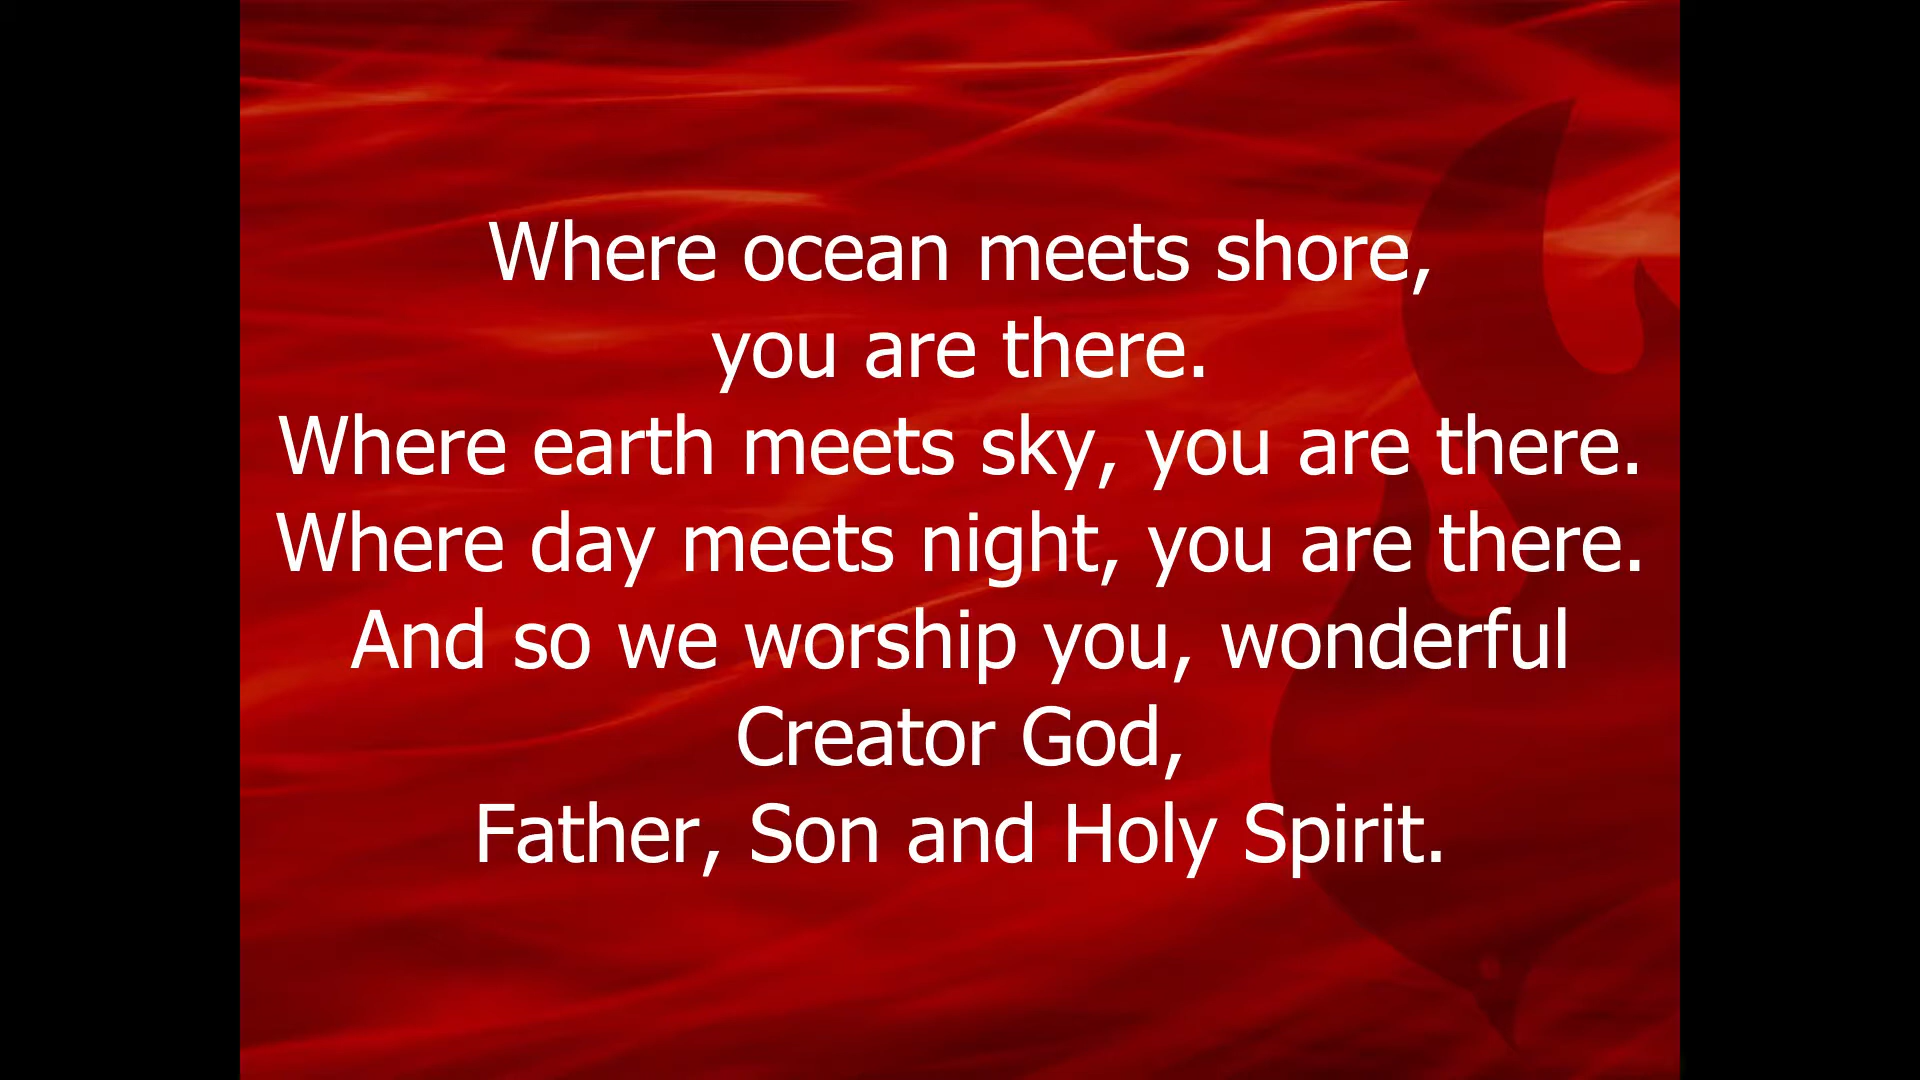 Where ocean meets shore,
you are there.
Where earth meets sky, you are there.
Where day meets night, you are there.
And so we worship you, wonderful
Creator God,
Father, Son and Holy Spirit.